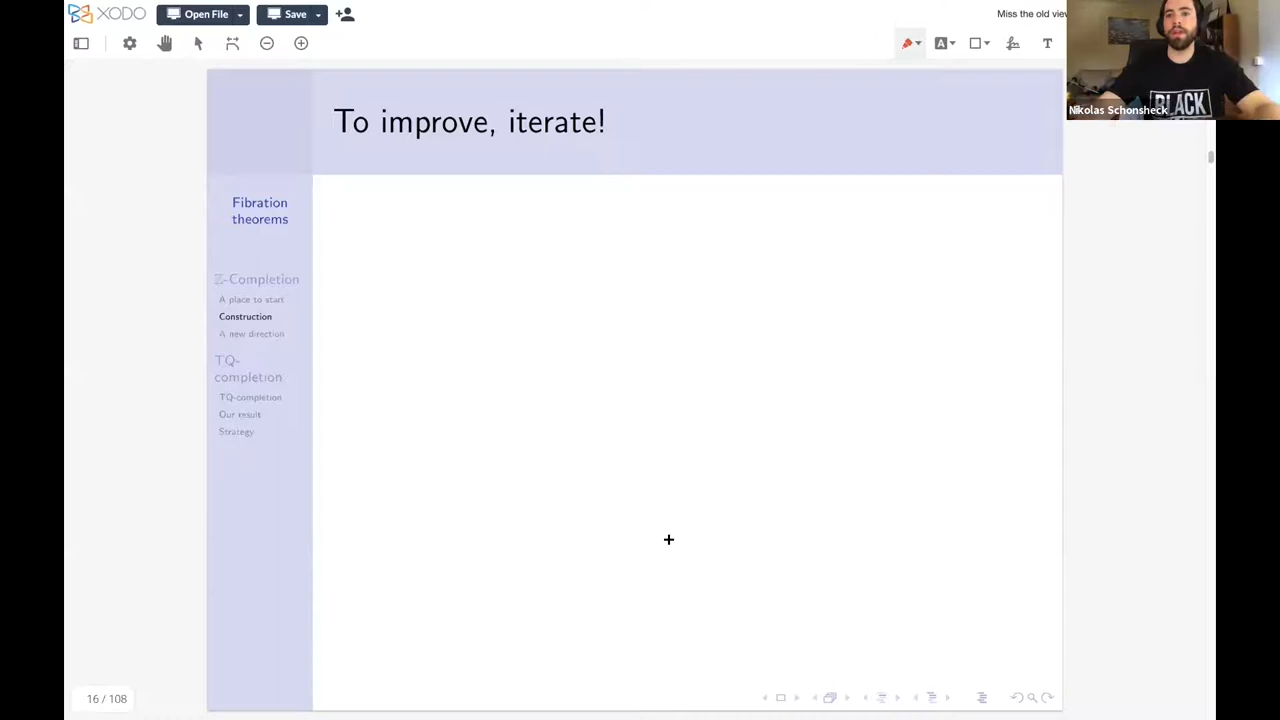 XODO
Open File
Save
Miss the old view
A
T
Nikolas Schonsheck
BLACK
To improve, iterate!
Fibration
theorems
ℤ-Completion
A place to start
Construction
A new direction
TQ-
completion
TQ-completion
Our result
Strategy
16 / 108